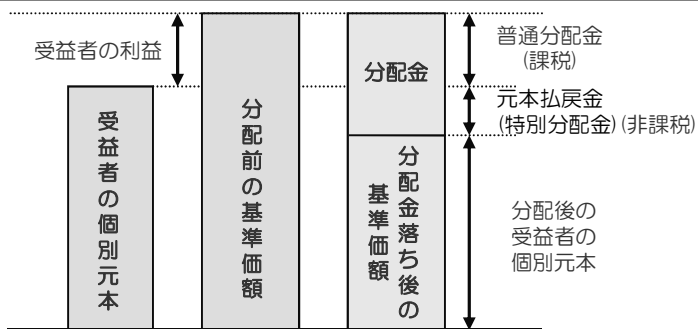 受益者の利益
受益者の個別元本
分配前の基準価額
分配金
分配金落ち後の
基準価額
普通分配金
(課税)
元本払戻金
(特別分配金)(非課税)
分配後の
受益者の
個別元本